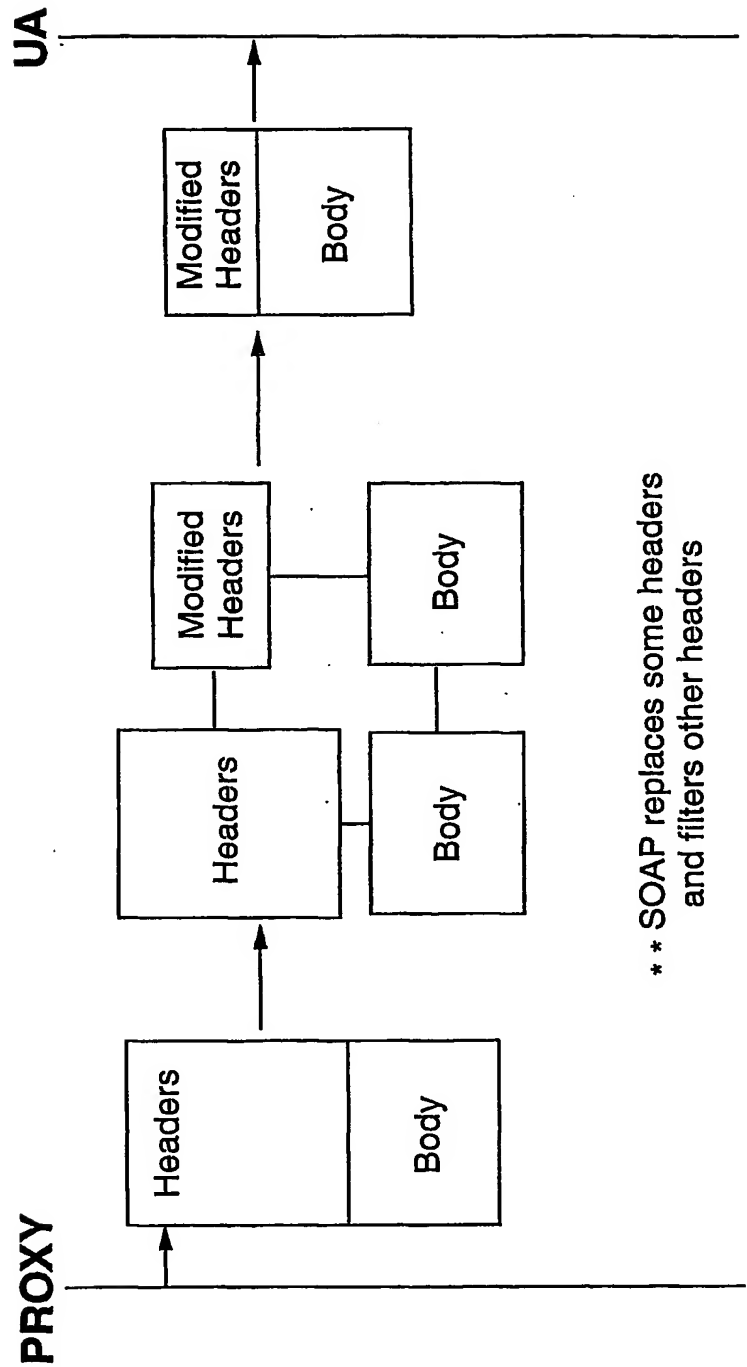 PROXY
UA
Headers
Body
Headers
Body
Modified
Headers
Body
Modified
Headers
Body
* * SOAP replaces some headers
and filters other headers